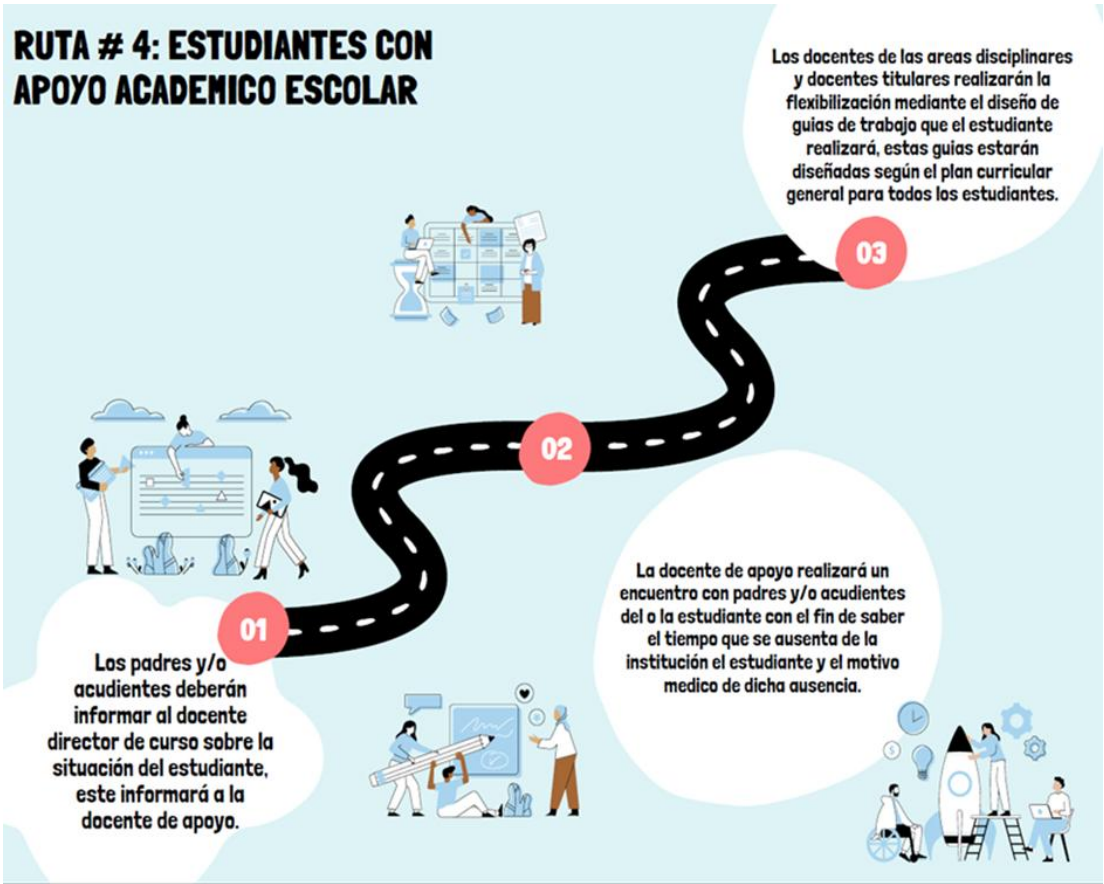 RUTA # 4: ESTUDIANTES CON
APOYO ACADEMICO ESCOLAR
01
Los padres y/o
acudientes deberán
informar al docente
director de curso sobre la
situación del estudiante,
este informará a la
docente de apoyo.
02
La docente de apoyo realizará un
encuentro con padres y/o acudientes
del o la estudiante con el fin de saber
el tiempo que se ausenta de la
institución el estudiante y el motivo
medico de dicha ausencia.
03
Los docentes de las areas disciplinares
y docentes titulares realizarán la
flexibilización mediante el diseño de
guias de trabajo que el estudiante
realizará, estas guias estarán
diseñadas según el plan curricular
general para todos los estudiantes.